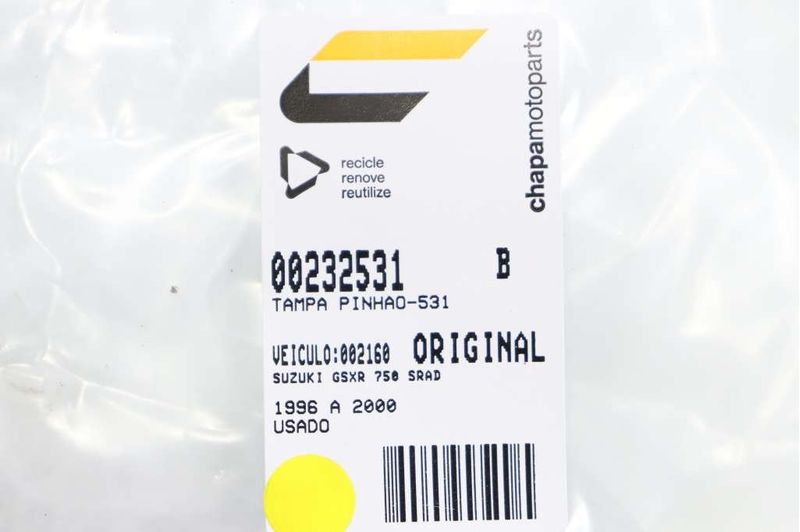 chapamotoparts
recicle
renove
reutilize
00232531 B
TAMPA PINHAO-531
VEICULO:002160 ORIGINAL
SUZUKI GSXR 750 SRAD
1996 A 2000
USADO